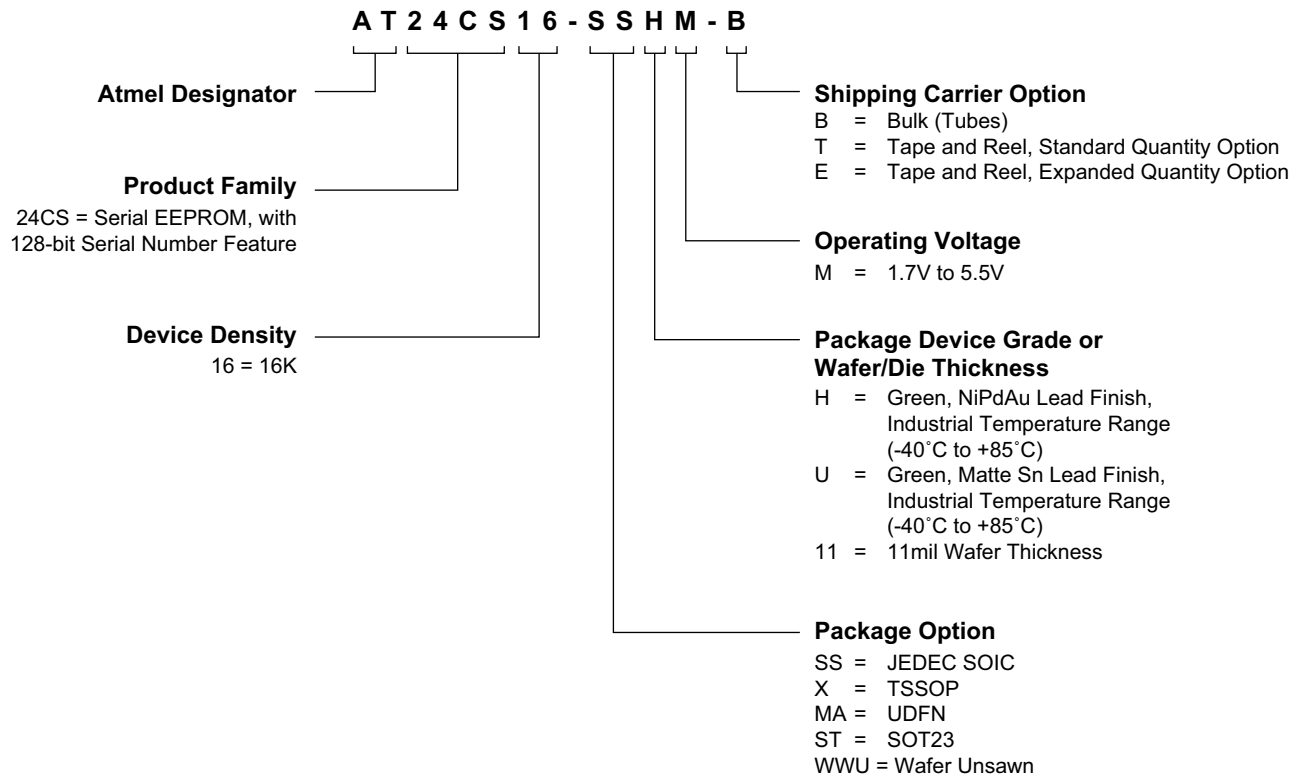 AT24CS16-SSHM-B
Atmel Designator
Product Family
24CS = Serial EEPROM, with
128-bit Serial Number Feature
Device Density
16 = 16K
Shipping Carrier Option
B = Bulk (Tubes)
T = Tape and Reel, Standard Quantity Option
E = Tape and Reel, Expanded Quantity Option
Operating Voltage
M = 1.7V to 5.5V
Package Device Grade or
Wafer/Die Thickness
H = Green, NiPdAu Lead Finish,
Industrial Temperature Range
(-40˚C to +85˚C)
U = Green, Matte Sn Lead Finish,
Industrial Temperature Range
(-40˚C to +85˚C)
11 = 11mil Wafer Thickness
Package Option
SS = JEDEC SOIC
X = TSSOP
MA = UDFN
ST = SOT23
WWU = Wafer Unsawn